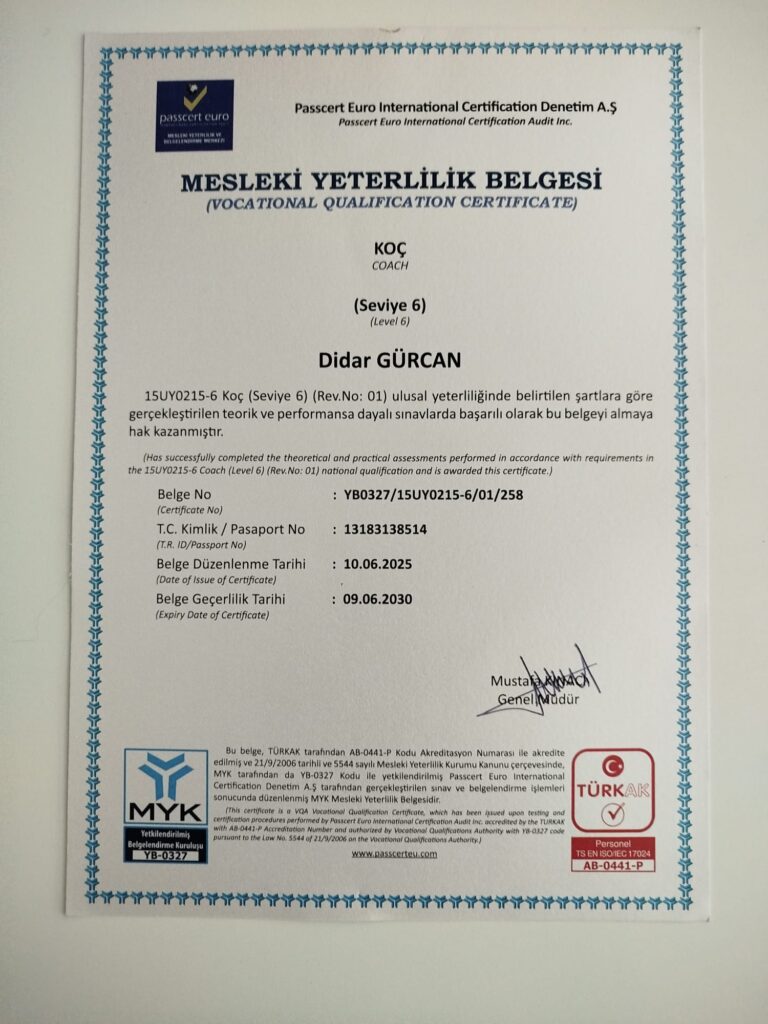 passcert euro
MESLEKİ YETERLİLİK VE
BELGELENDİRME MERKEZİ
Passcert Euro International Certification Denetim A.Ş
Passcert Euro International Certification Audit Inc.
MESLEKİ YETERLİLİK BELGESİ
(VOCATIONAL QUALIFICATION CERTIFICATE)
KOÇ
COACH
(Seviye 6)
(Level 6)
Didar GÜRCAN
15UY0215-6 Koç (Seviye 6) (Rev.No: 01) ulusal yeterliliğinde belirtilen şartlara göre
gerçekleştirilen teorik ve performansa dayalı sınavlarda başarılı olarak bu belgeyi almaya
hak kazanmıştır.
(Has successfully completed the theoretical and practical assessments performed in accordance with requirements in
the 15UY0215-6 Coach (Level 6) (Rev.No: 01) national qualification and is awarded this certificate.)
Belge No : YB0327/15UY0215-6/01/258
(Certificate No)
T.C. Kimlik / Pasaport No : 13183138514
(T.R. ID/Passport No)
Belge Düzenlenme Tarihi : 10.06.2025
(Date of Issue of Certificate)
Belge Geçerlilik Tarihi : 09.06.2030
(Expiry Date of Certificate)
Mustafa
Genel Müdür
Bu belge, TÜRKAK tarafından AB-0441-P Kodu Akreditasyon Numarası ile akredite
edilmiş ve 21/9/2006 tarihli ve 5544 sayılı Mesleki Yeterlilik Kurumu Kanunu çerçevesinde,
MYK tarafından da YB-0327 Kodu ile yetkilendirilmiş Passcert Euro International
Certification Denetim A.Ş tarafından gerçekleştirilen sınav ve belgelendirme işlemleri
sonucunda düzenlenmiş MYK Mesleki Yeterlilik Belgesidir.
(This certificate is a VQA Vocational Qualification Certificate, which has been issued upon testing and
certification procedures performed by Passcert Euro International Certification Audit Inc. accredited by the TURKAK
with AB-0441-P Accreditation Number and authorized by Vocational Qualifications Authority with YB-0327 code
pursuant to the Law No. 5544 of 21/9/2006 on the Vocational Qualifications Authority.)
www.passcerteu.com
MYK
Yetkilendirilmiş
Belgelendirme Kuruluşu
YB-0327
TÜRKAK
Personel
TS EN ISO/IEC 17024
AB-0441-P